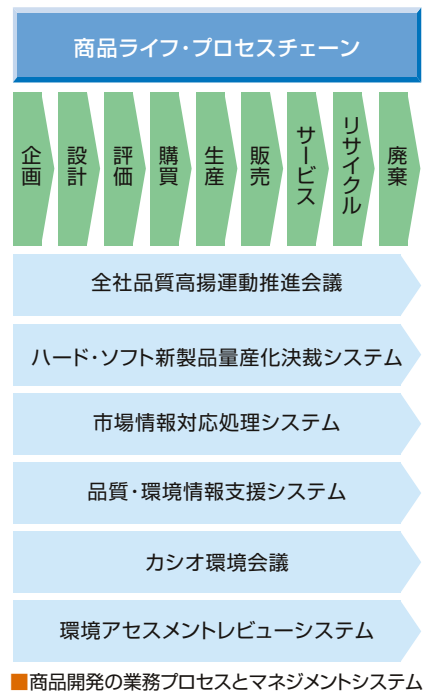 商品ライフ・プロセスチェーン
企画
設計
評価
購買
生産
販売
サービス
リサイクル
廃棄
全社品質高揚運動推進会議
ハード・ソフト新製品量産化決裁システム
市場情報対応処理システム
品質・環境情報支援システム
カシオ環境会議
環境アセスメントレビューシステム
■商品開発の業務プロセスとマネジメントシステム